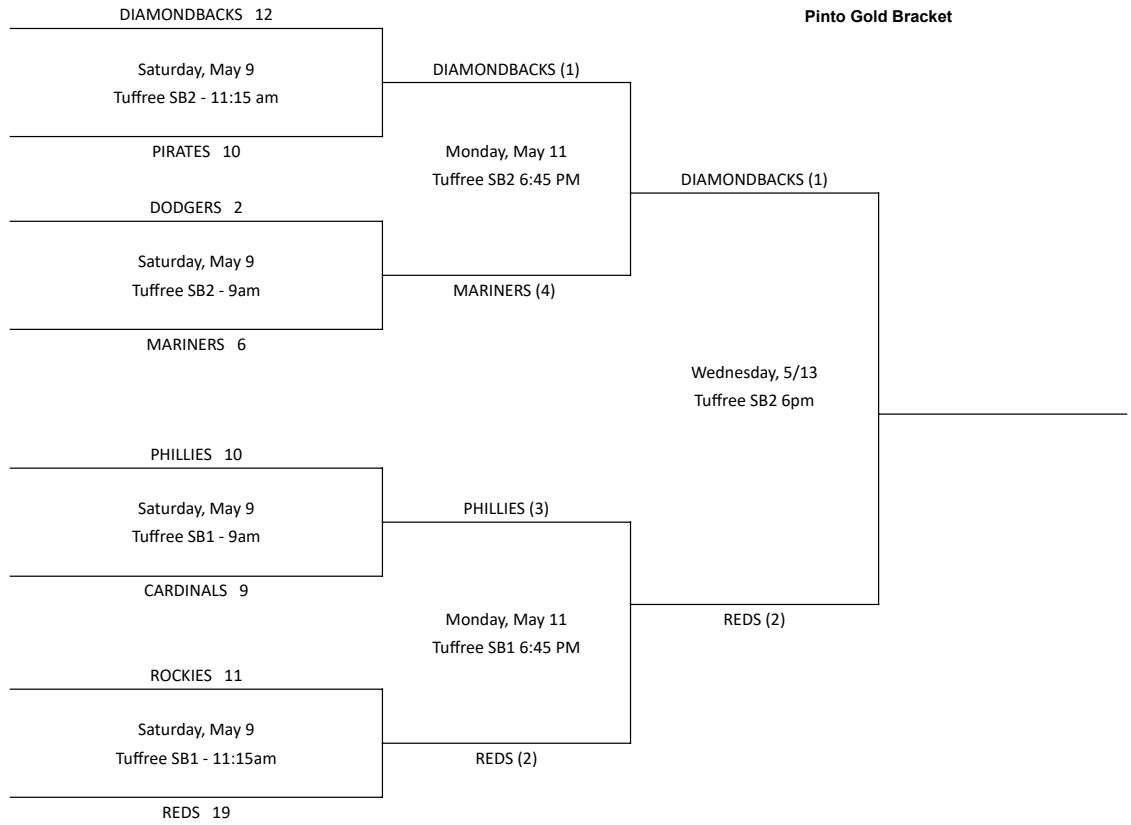 DIAMONDBACKS 12
Pinto Gold Bracket
Saturday, May 9
Tuffree SB2 - 11:15 am
DIAMONDBACKS (1)
PIRATES 10
Monday, May 11
Tuffree SB2 6:45 PM
DIAMONDBACKS (1)
DODGERS 2
Saturday, May 9
Tuffree SB2 - 9am
MARINERS (4)
MARINERS 6
Wednesday, 5/13
Tuffree SB2 6pm
PHILLIES 10
Saturday, May 9
Tuffree SB1 - 9am
PHILLIES (3)
CARDINALS 9
Monday, May 11
Tuffree SB1 6:45 PM
REDS (2)
ROCKIES 11
Saturday, May 9
Tuffree SB1 - 11:15am
REDS (2)
REDS 19